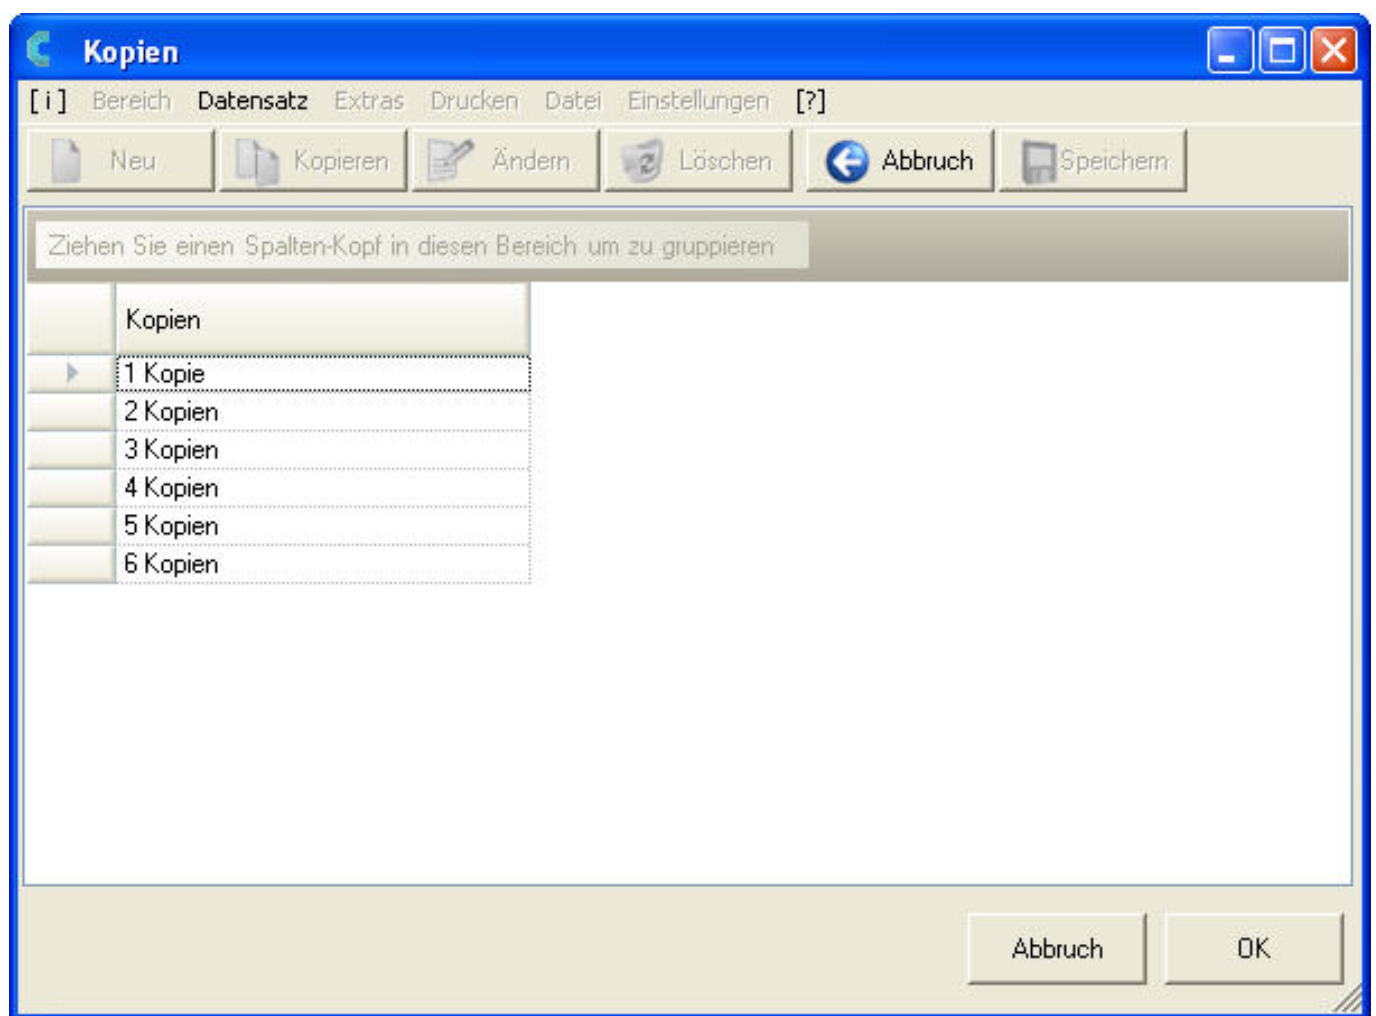 Kopien
[i] Bereich Datensatz Extras Drucken Datei Einstellungen [?]
Neu Kopieren Ändern Löschen Abbruch Speichern
Ziehen Sie einen Spalten-Kopf in diesen Bereich um zu gruppieren
Kopien
1 Kopie
2 Kopien
3 Kopien
4 Kopien
5 Kopien
6 Kopien
Abbruch OK